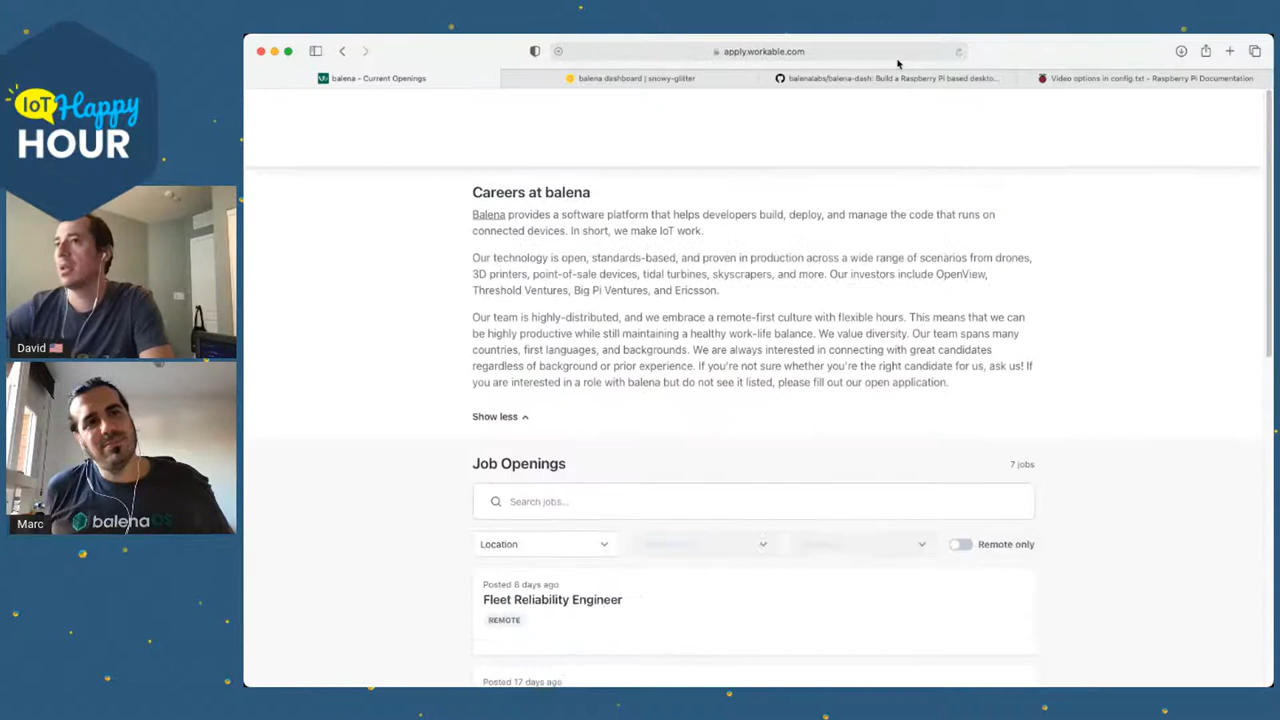 IoT Happy
HOUR
David
Marc
balenaOS
apply.workable.com
balena – Current Openings
balena dashboard | snowy-glitter
balenalabs/balena-dash: Build a Raspberry Pi based deskto...
Video options in config.txt - Raspberry Pi Documentation
Careers at balena
Balena provides a software platform that helps developers build, deploy, and manage the code that runs on
connected devices. In short, we make IoT work.
Our technology is open, standards-based, and proven in production across a wide range of scenarios from drones,
3D printers, point-of-sale devices, tidal turbines, skyscrapers, and more. Our investors include OpenView,
Threshold Ventures, Big Pi Ventures, and Ericsson.
Our team is highly-distributed, and we embrace a remote-first culture with flexible hours. This means that we can
be highly productive while still maintaining a healthy work-life balance. We value diversity. Our team spans many
countries, first languages, and backgrounds. We are always interested in connecting with great candidates
regardless of background or prior experience. If you're not sure whether you're the right candidate for us, ask us! If
you are interested in a role with balena but do not see it listed, please fill out our open application.
Show less
Job Openings
7 jobs
Search jobs...
Location
Remote only
Posted 8 days ago
Fleet Reliability Engineer
REMOTE
Posted 17 days ago